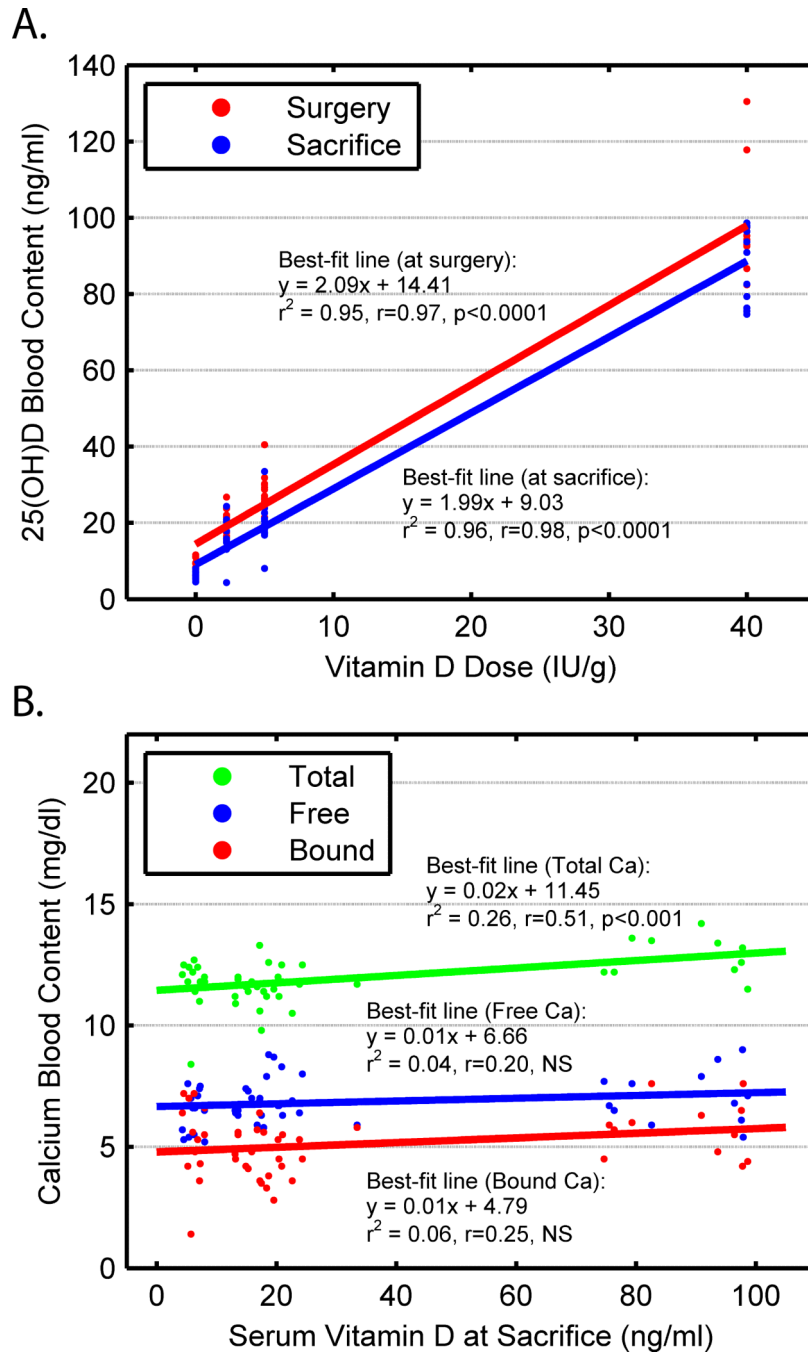 A.
140
120
100
80
60
40
20
0
25(OH)D Blood Content (ng/ml)
Surgery
Sacrifice
Best-fit line (at surgery):
y = 2.09x + 14.41
r² = 0.95, r=0.97, p<0.0001
Best-fit line (at sacrifice):
y = 1.99x + 9.03
r² = 0.96, r=0.98, p<0.0001
0 10 20 30 40
Vitamin D Dose (IU/g)
B.
20
15
10
5
0
Calcium Blood Content (mg/dl)
Total
Free
Bound
Best-fit line (Total Ca):
y = 0.02x + 11.45
r² = 0.26, r=0.51, p<0.001
Best-fit line (Free Ca):
y = 0.01x + 6.66
r² = 0.04, r=0.20, NS
Best-fit line (Bound Ca):
y = 0.01x + 4.79
r² = 0.06, r=0.25, NS
0 20 40 60 80 100
Serum Vitamin D at Sacrifice (ng/ml)